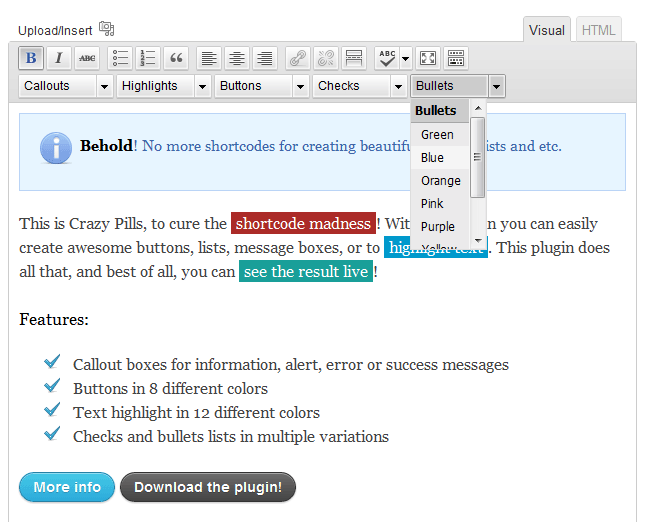 Upload/Insert
Visual
HTML
B I ABC ABC
Callouts Highlights Buttons Checks Bullets
Bullets
Green
Blue
Orange
Pink
Purple
Yellow
Behold! No more shortcodes for creating beautiful ists and etc.
This is Crazy Pills, to cure the shortcode madness! With n you can easily
create awesome buttons, lists, message boxes, or to highlight text. This plugin does
all that, and best of all, you can see the result live!
Features:
Callout boxes for information, alert, error or success messages
Buttons in 8 different colors
Text highlight in 12 different colors
Checks and bullets lists in multiple variations
More info
Download the plugin!